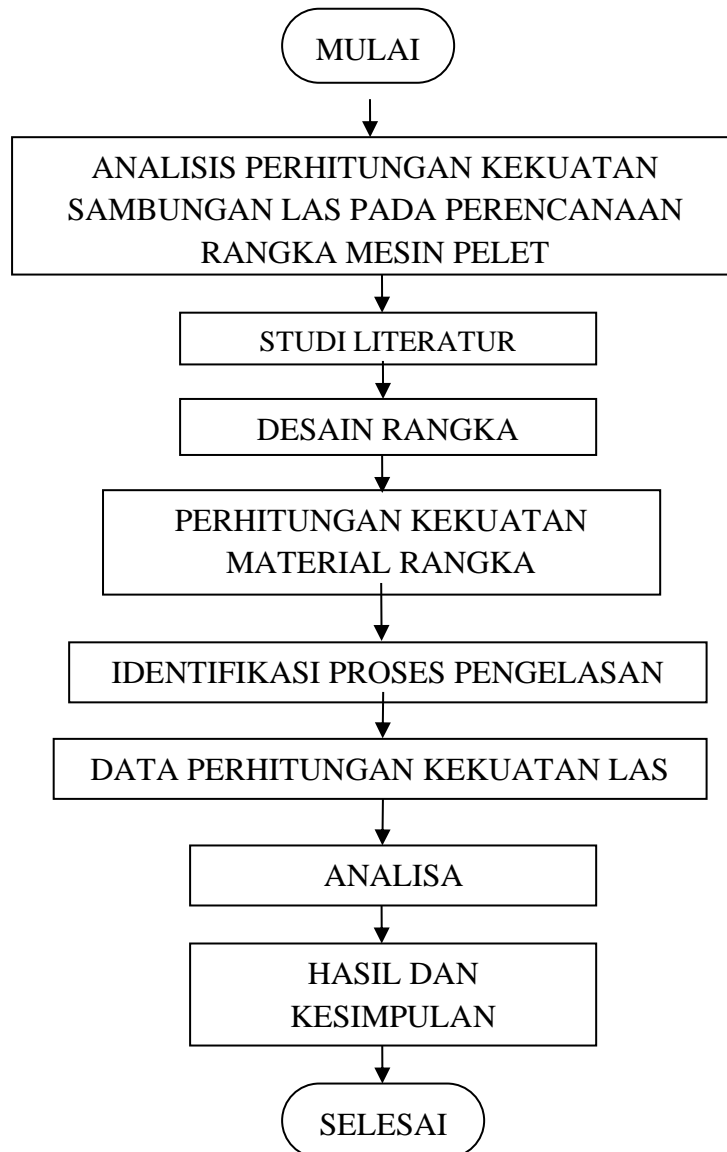 MULAI
ANALISIS PERHITUNGAN KEKUATAN
SAMBUNGAN LAS PADA PERENCANAAN
RANGKA MESIN PELET
STUDI LITERATUR
DESAIN RANGKA
PERHITUNGAN KEKUATAN
MATERIAL RANGKA
IDENTIFIKASI PROSES PENGELASAN
DATA PERHITUNGAN KEKUATAN LAS
ANALISA
HASIL DAN
KESIMPULAN
SELESAI